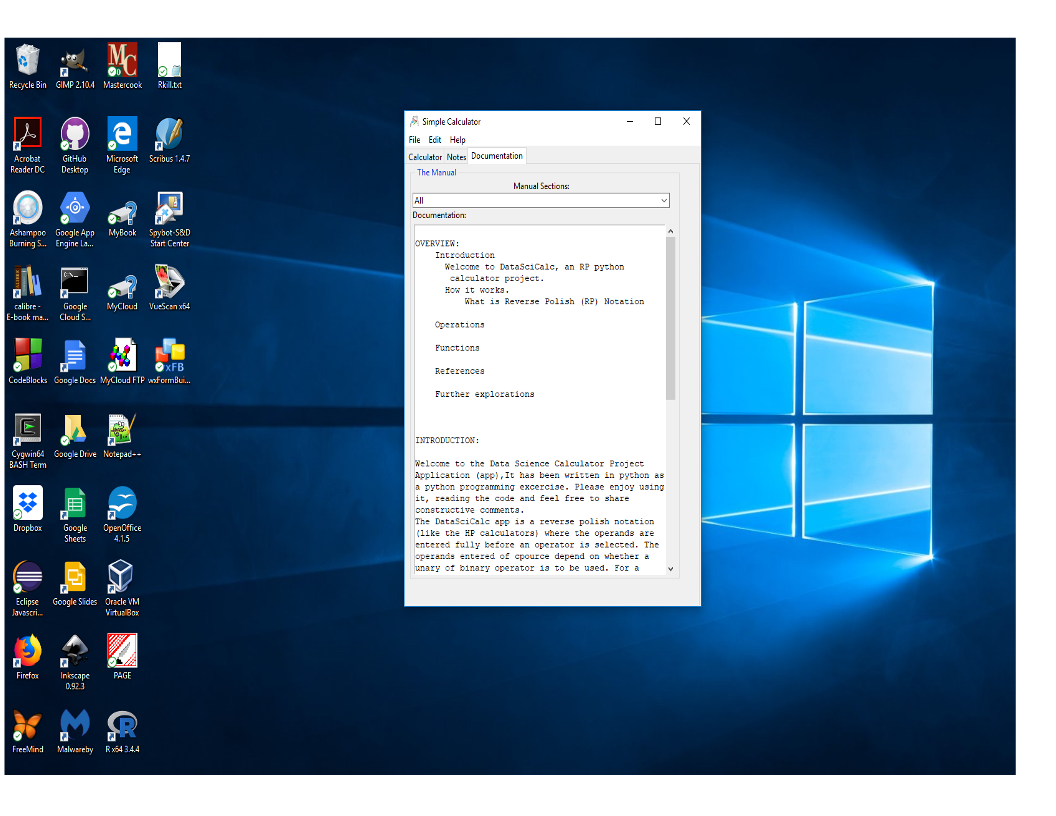 Recycle Bin
GIMP 2.10.4
Mastercook
Rkill.txt
Acrobat
Reader DC
GitHub
Desktop
Microsoft
Edge
Scribus 1.4.7
Ashampoo
Burning S...
Google App
Engine La...
MyBook
Spybot-S&D
Start Center
calibre -
E-book ma...
Google
Cloud S...
MyCloud
VueScan x64
CodeBlocks
Google Docs
MyCloud FTP
wxFormBui...
Cygwin64
BASH Term
Google Drive
Notepad++
Dropbox
Google
Sheets
OpenOffice
4.1.5
Eclipse
Javascri...
Google Slides
Oracle VM
VirtualBox
Firefox
Inkscape
0.92.3
PAGE
FreeMind
Malwareby
R x64 3.4.4
Simple Calculator
File Edit Help
Calculator Notes Documentation
The Manual
Manual Sections:
All
Documentation:
OVERVIEW:
Introduction
Welcome to DataSciCalc, an RP python
calculator project.
How it works.
What is Reverse Polish (RP) Notation
Operations
Functions
References
Further explorations
INTRODUCTION:
Welcome to the Data Science Calculator Project
Application (app),It has been written in python as
a python programming excercise. Please enjoy using
it, reading the code and feel free to share
constructive comments.
The DataSciCalc app is a reverse polish notation
(like the HP calculators) where the operands are
entered fully before an operator is selected. The
operands entered of cpource depend on whether a
unary of binary operator is to be used. For a